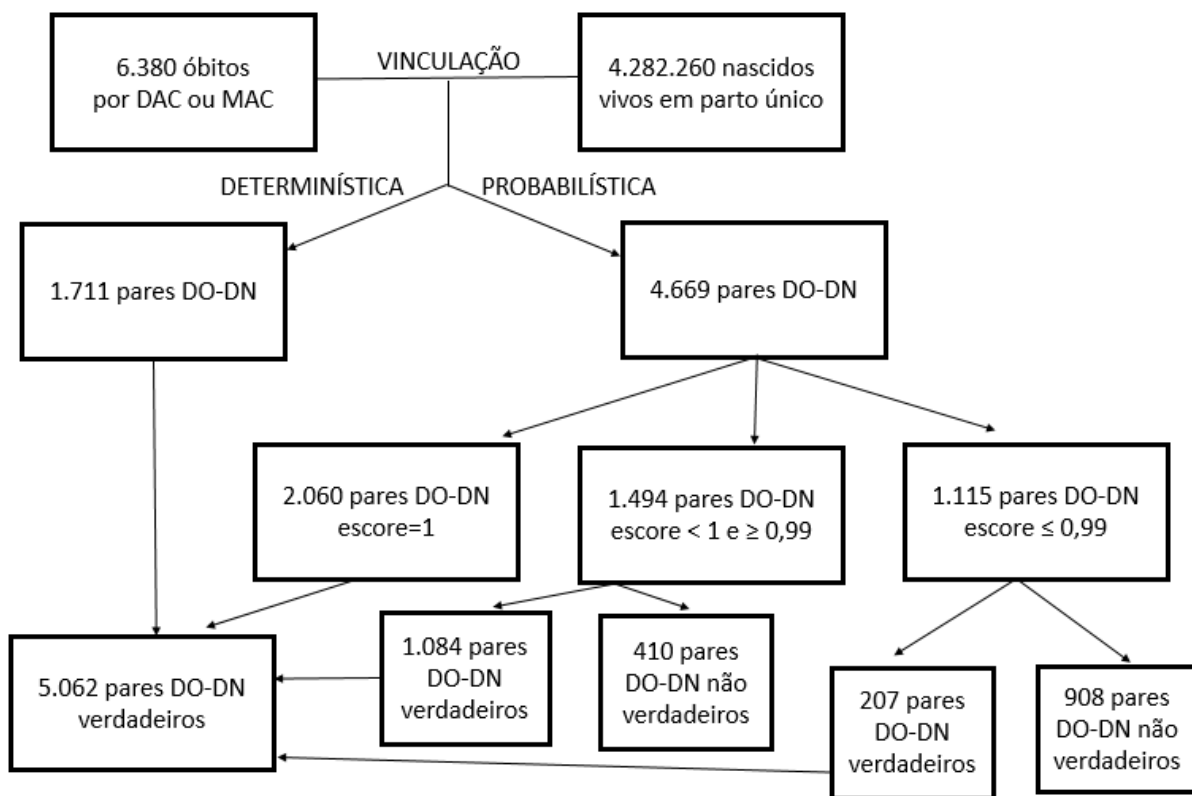 6.380 óbitos
por DAC ou MAC
VINCULAÇÃO
4.282.260 nascidos
vivos em parto único
DETERMINÍSTICA
PROBABILÍSTICA
1.711 pares DO-DN
4.669 pares DO-DN
2.060 pares DO-DN
escore=1
1.494 pares DO-DN
escore < 1 e ≥ 0,99
1.115 pares DO-DN
escore ≤ 0,99
5.062 pares DO-DN
verdadeiros
1.084 pares
DO-DN
verdadeiros
410 pares
DO-DN não
verdadeiros
207 pares
DO-DN
verdadeiros
908 pares
DO-DN não
verdadeiros